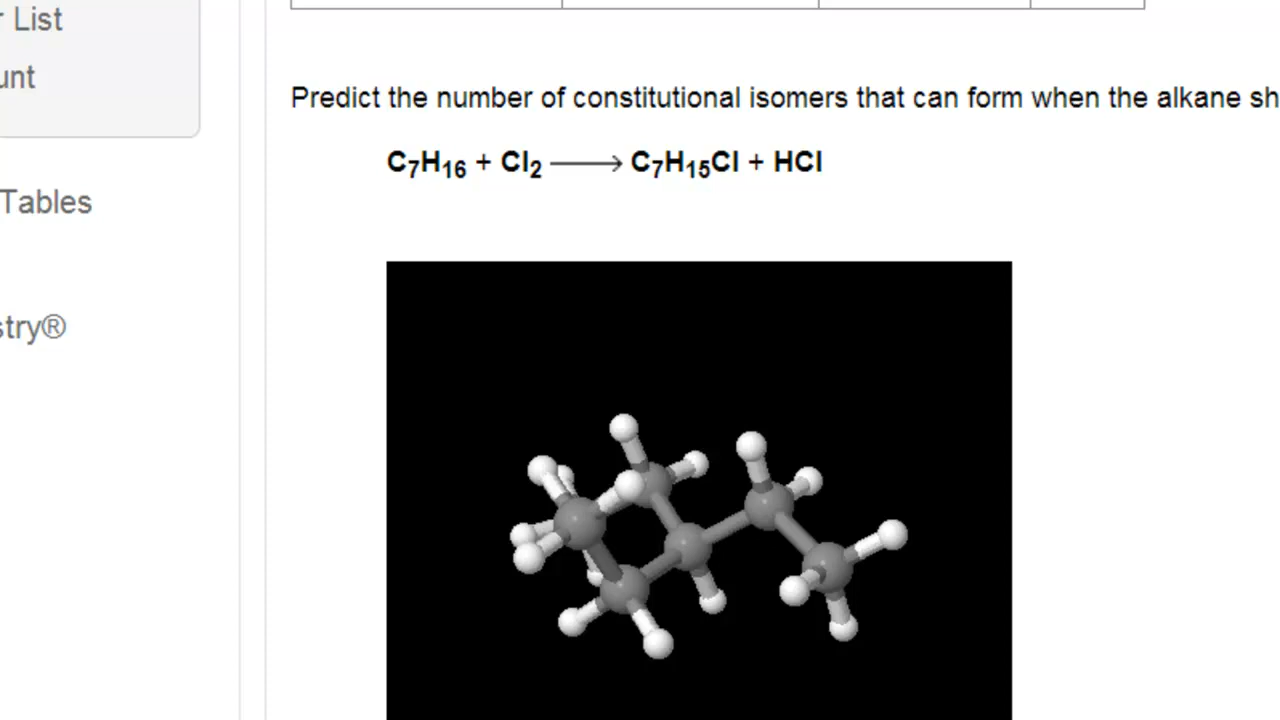 r List
unt
Tables
stry®
Predict the number of constitutional isomers that can form when the alkane sh
C₇H₁₆ + Cl₂ ⟶ C₇H₁₅Cl + HCl